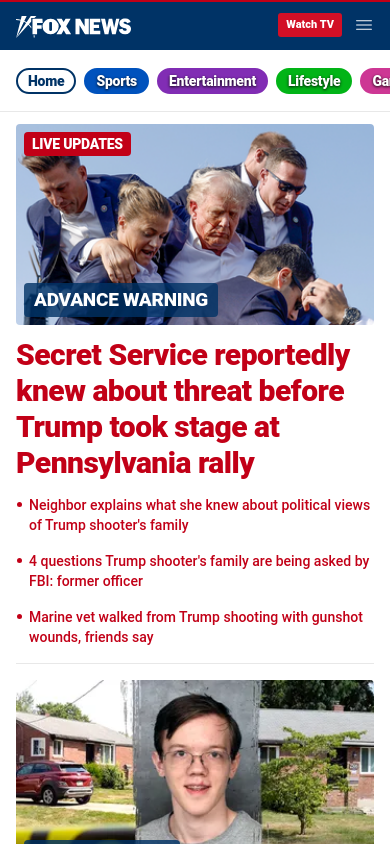 FOX NEWS
Watch TV
Home
Sports
Entertainment
Lifestyle
LIVE UPDATES
ADVANCE WARNING
Secret Service reportedly
knew about threat before
Trump took stage at
Pennsylvania rally
• Neighbor explains what she knew about political views
of Trump shooter's family
• 4 questions Trump shooter's family are being asked by
FBI: former officer
• Marine vet walked from Trump shooting with gunshot
wounds, friends say